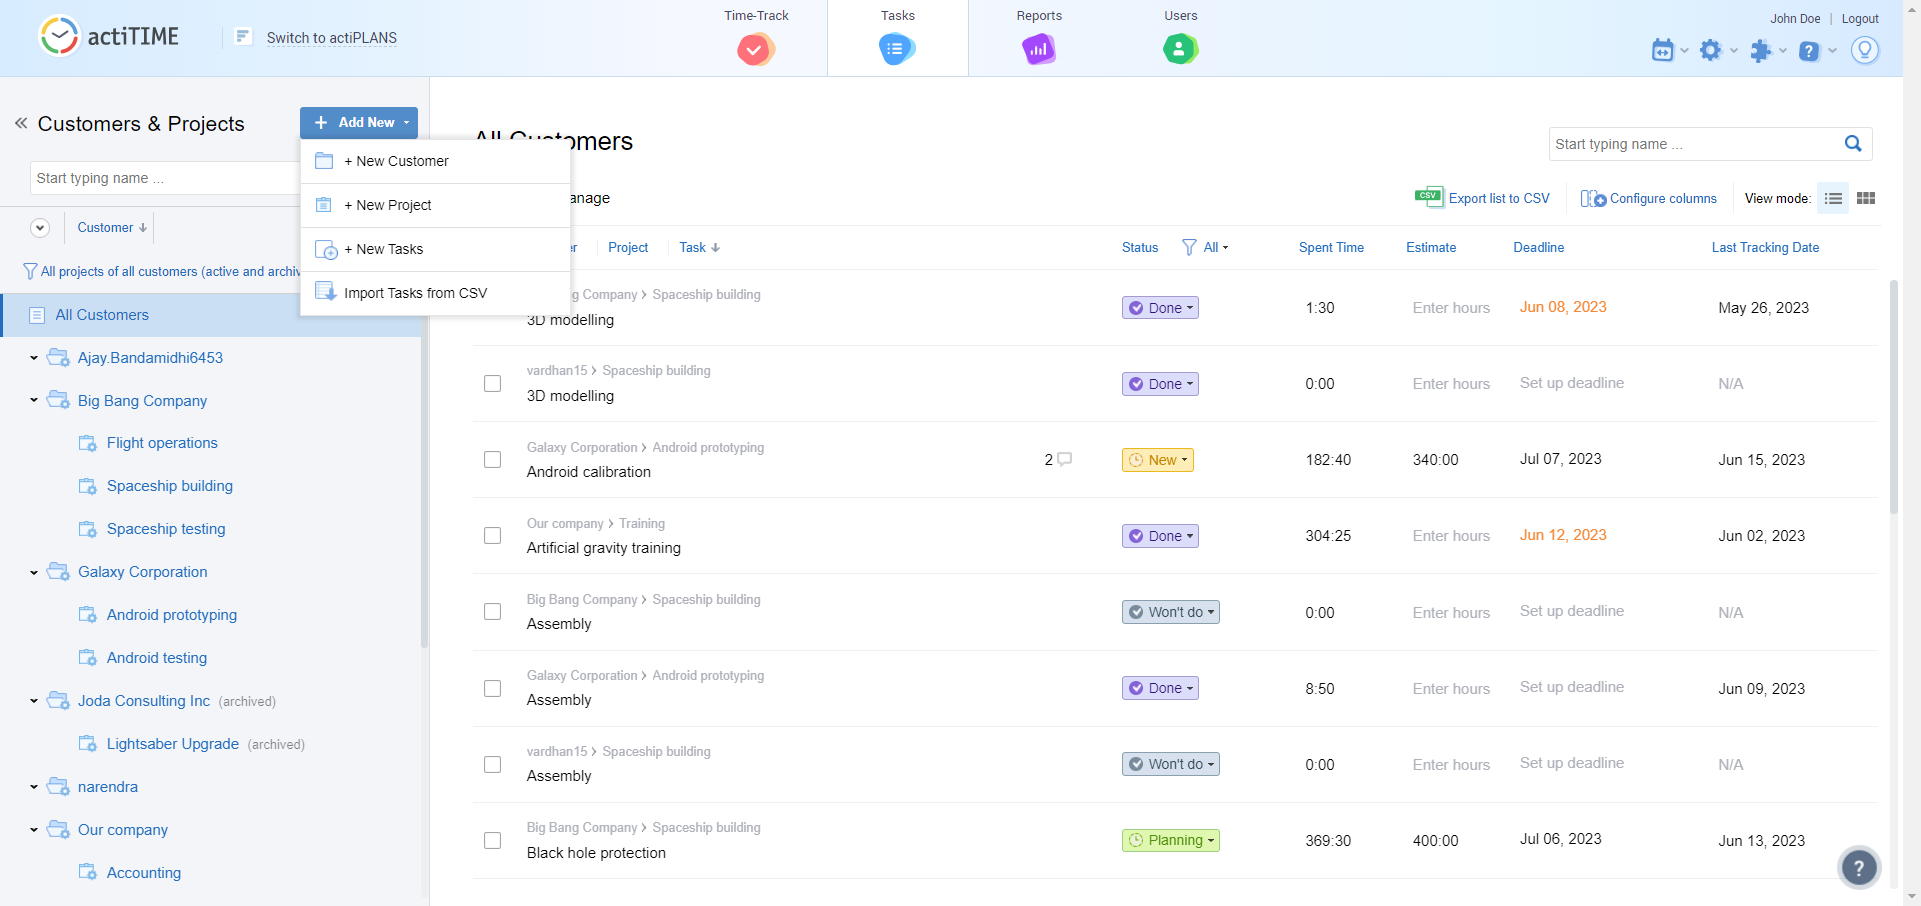 actiTIME
Switch to actiPLANS
Time-Track
Tasks
Reports
Users
John Doe | Logout
Customers & Projects
+ Add New
+ New Customer
+ New Project
+ New Tasks
Import Tasks from CSV
Start typing name ...
Customer
All projects of all customers (active and archiv
All Customers
Ajay.Bandamidhi6453
Big Bang Company
Flight operations
Spaceship building
Spaceship testing
Galaxy Corporation
Android prototyping
Android testing
Joda Consulting Inc (archived)
Lightsaber Upgrade (archived)
narendra
Our company
Accounting
All Customers
Start typing name ...
anage
CSV Export list to CSV
Configure columns
View mode:
er Project Task Status All Spent Time Estimate Deadline Last Tracking Date
g Company > Spaceship building
3D modelling Done 1:30 Enter hours Jun 08, 2023 May 26, 2023
vardhan15 > Spaceship building
3D modelling Done 0:00 Enter hours Set up deadline N/A
Galaxy Corporation > Android prototyping
Android calibration 2 New 182:40 340:00 Jul 07, 2023 Jun 15, 2023
Our company > Training
Artificial gravity training Done 304:25 Enter hours Jun 12, 2023 Jun 02, 2023
Big Bang Company > Spaceship building
Assembly Won't do 0:00 Enter hours Set up deadline N/A
Galaxy Corporation > Android prototyping
Assembly Done 8:50 Enter hours Set up deadline Jun 09, 2023
vardhan15 > Spaceship building
Assembly Won't do 0:00 Enter hours Set up deadline N/A
Big Bang Company > Spaceship building
Black hole protection Planning 369:30 400:00 Jul 06, 2023 Jun 13, 2023
?